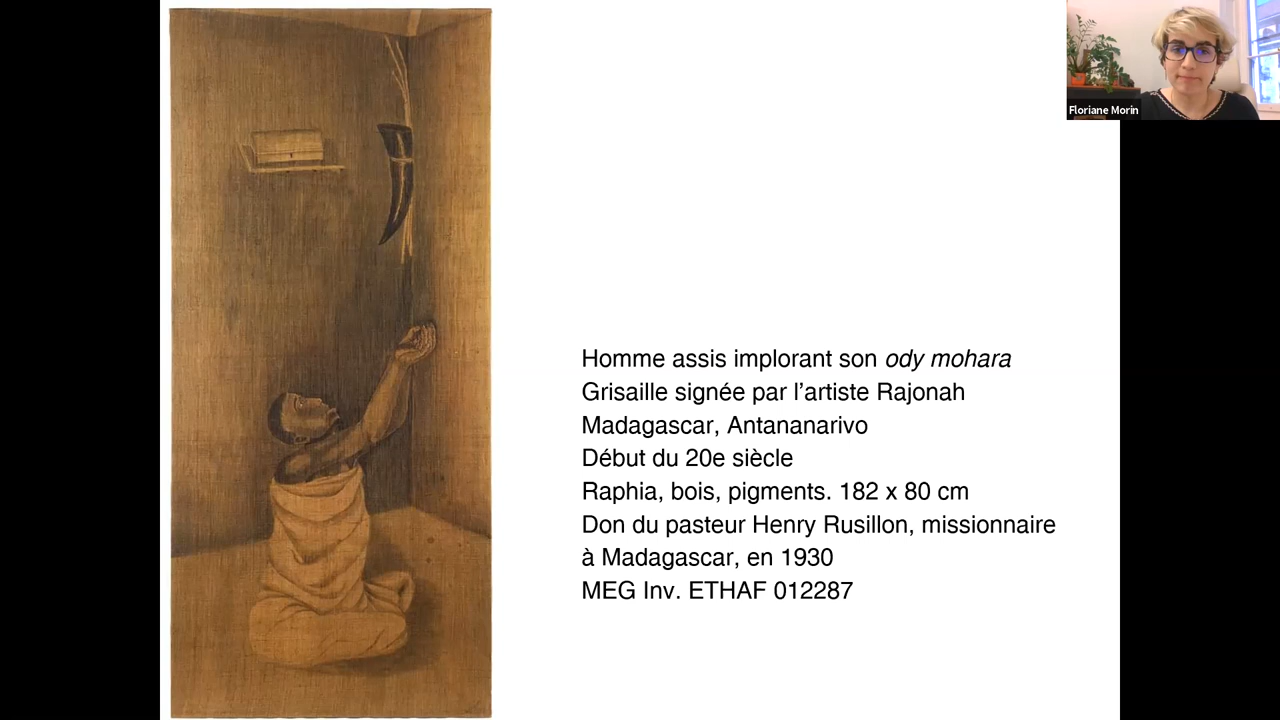 Floriane Morin
Homme assis implorant son ody mohara
Grisaille signée par l'artiste Rajonah
Madagascar, Antananarivo
Début du 20e siècle
Raphia, bois, pigments. 182 x 80 cm
Don du pasteur Henry Rusillon, missionnaire
à Madagascar, en 1930
MEG Inv. ETHAF 012287